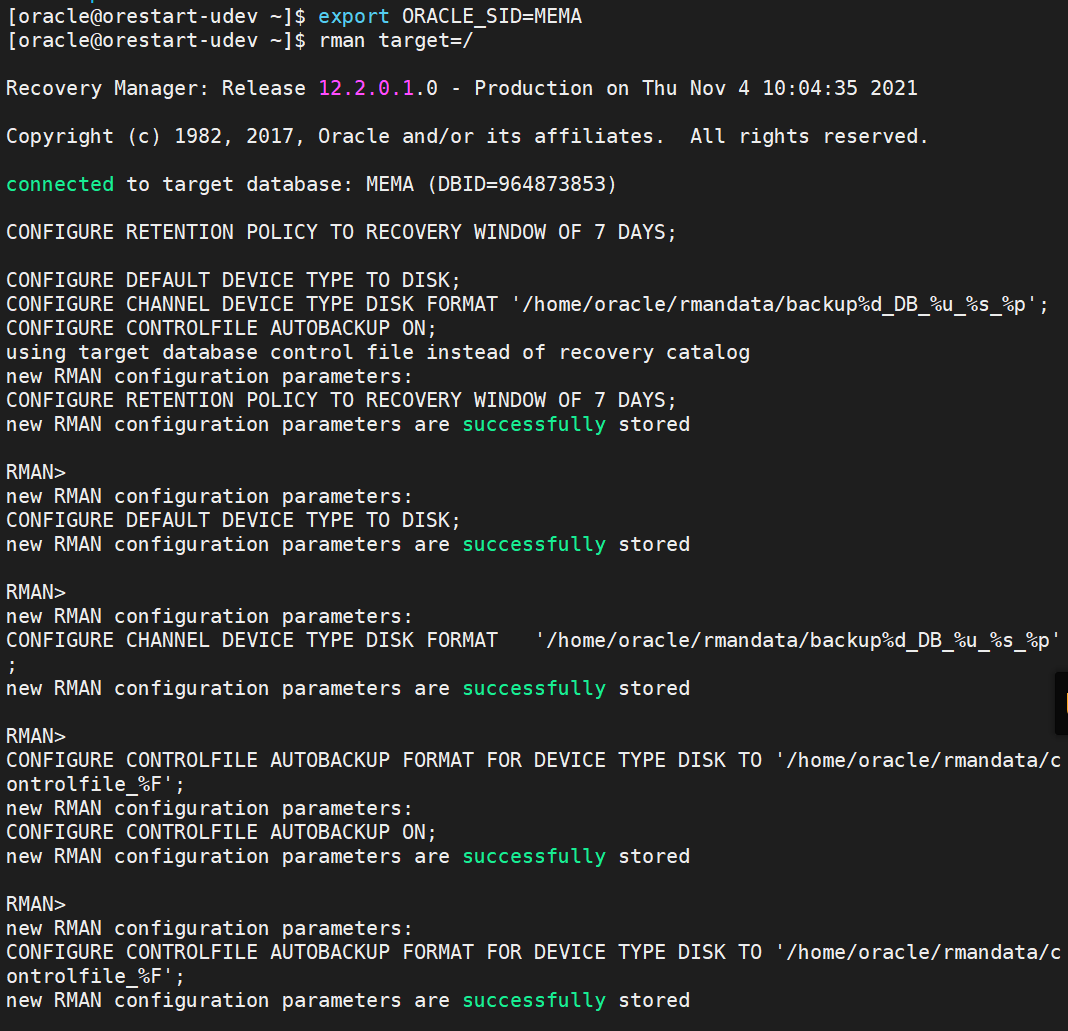 [oracle@orestart-udev ~]$ export ORACLE_SID=MEMA
[oracle@orestart-udev ~]$ rman target=/
Recovery Manager: Release 12.2.0.1.0 - Production on Thu Nov 4 10:04:35 2021
Copyright (c) 1982, 2017, Oracle and/or its affiliates.  All rights reserved.
connected to target database: MEMA (DBID=964873853)
CONFIGURE RETENTION POLICY TO RECOVERY WINDOW OF 7 DAYS;
CONFIGURE DEFAULT DEVICE TYPE TO DISK;
CONFIGURE CHANNEL DEVICE TYPE DISK FORMAT '/home/oracle/rmandata/backup%d_DB_%u_%s_%p';
CONFIGURE CONTROLFILE AUTOBACKUP ON;
using target database control file instead of recovery catalog
new RMAN configuration parameters:
CONFIGURE RETENTION POLICY TO RECOVERY WINDOW OF 7 DAYS;
new RMAN configuration parameters are successfully stored
RMAN>
new RMAN configuration parameters:
CONFIGURE DEFAULT DEVICE TYPE TO DISK;
new RMAN configuration parameters are successfully stored
RMAN>
new RMAN configuration parameters:
CONFIGURE CHANNEL DEVICE TYPE DISK FORMAT   '/home/oracle/rmandata/backup%d_DB_%u_%s_%p'
;
new RMAN configuration parameters are successfully stored
RMAN>
CONFIGURE CONTROLFILE AUTOBACKUP FORMAT FOR DEVICE TYPE DISK TO '/home/oracle/rmandata/c
ontrolfile_%F';
new RMAN configuration parameters:
CONFIGURE CONTROLFILE AUTOBACKUP ON;
new RMAN configuration parameters are successfully stored
RMAN>
new RMAN configuration parameters:
CONFIGURE CONTROLFILE AUTOBACKUP FORMAT FOR DEVICE TYPE DISK TO '/home/oracle/rmandata/c
ontrolfile_%F';
new RMAN configuration parameters are successfully stored